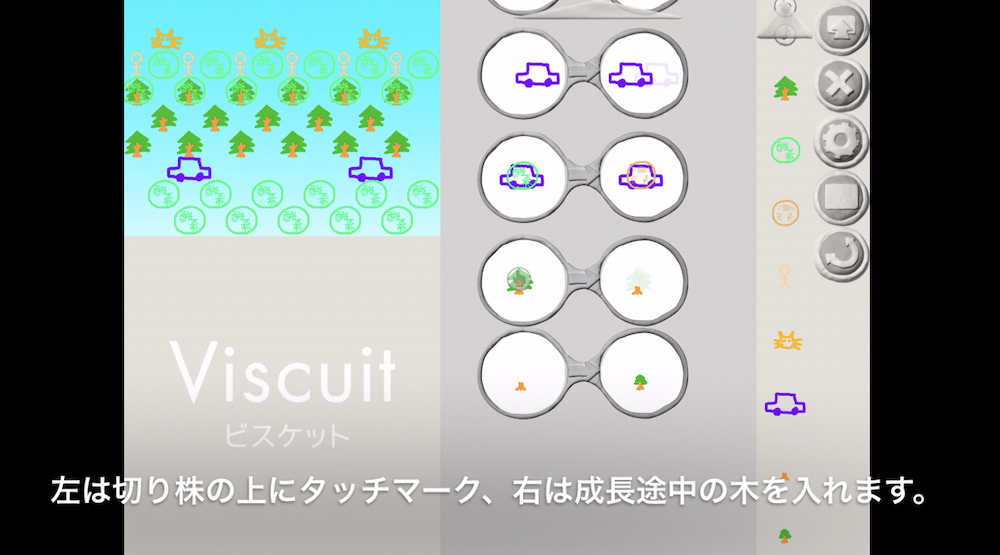 Viscuit
ビスケット
左は切り株の上にタッチマーク、右は成長途中の木を入れます。